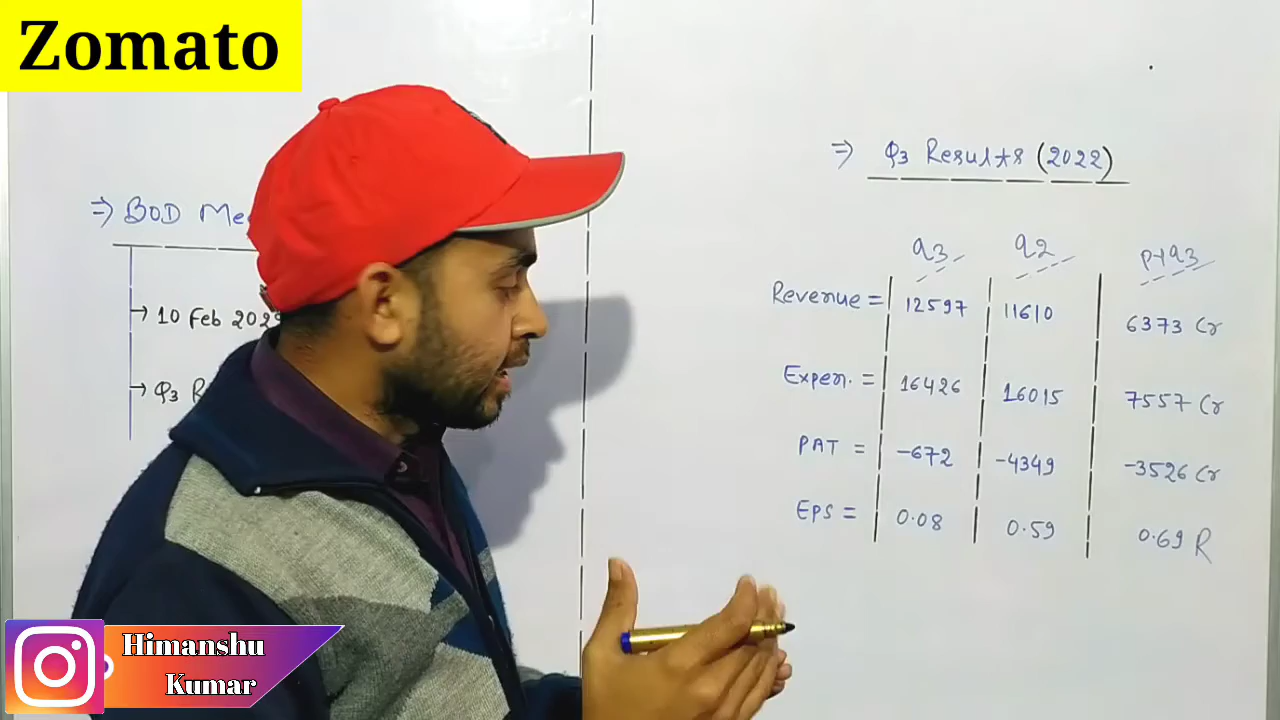 Zomato
=> BOD Me
→ 10 Feb 202
→ Q3 R
=> Q3 Results (2022)
Q3 Q2 P+Q3
Revenue = 12597 11610 6373 Cr
Expen. = 16426 16015 7557 Cr
PAT = -672 -4349 -3526 Cr
EPS = 0.08 0.59 0.69 R
Himanshu
Kumar